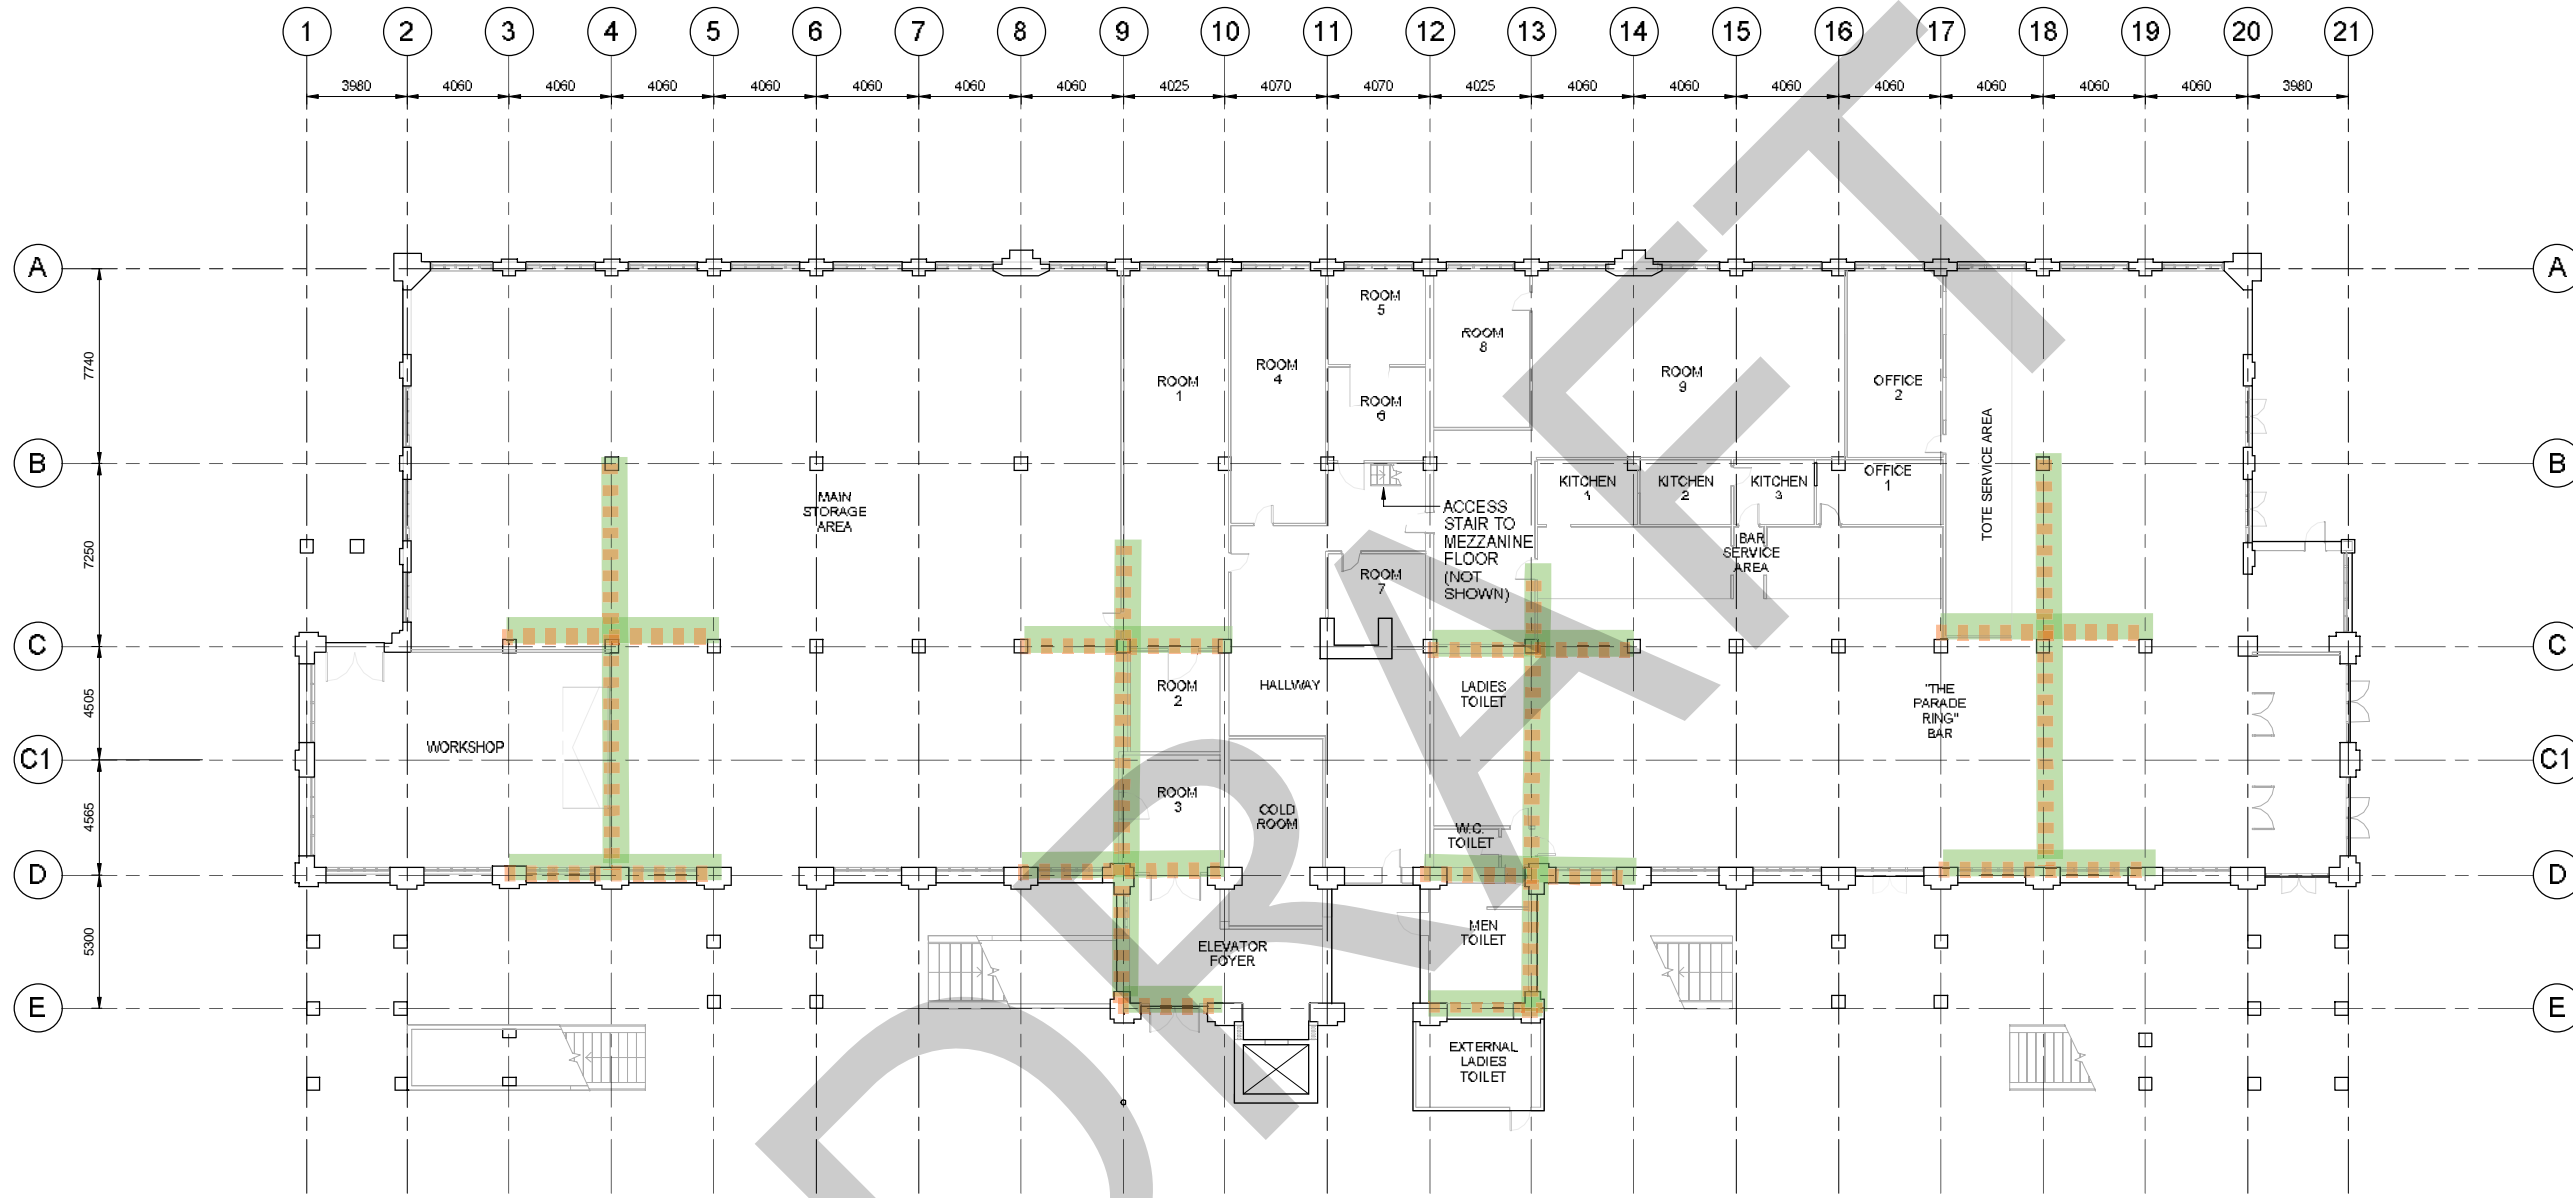 1 2 3 4 5 6 7 8 9 10 11 12 13 14 15 16 17 18 19 20 21
3980 4060 4060 4060 4060 4060 4060 4060 4025 4070 4070 4025 4060 4060 4060 4060 4060 4060 4060 3980
A A
7740
B B
7250
C C
4505
C1 C1
4565
D D
5300
E E
ROOM
1
ROOM
4
ROOM
5
ROOM
6
ROOM
8
ROOM
9
OFFICE
2
TOTE SERVICE AREA
MAIN
STORAGE
AREA
ACCESS
STAIR TO
MEZZANINE
FLOOR
(NOT
SHOWN)
KITCHEN
1
KITCHEN
2
KITCHEN
3
OFFICE
1
BAR
SERVICE
AREA
ROOM
7
WORKSHOP
ROOM
2
HALLWAY
LADIES
TOILET
"THE
PARADE
RING"
BAR
ROOM
3
COLD
ROOM
W.C.
TOILET
ELEVATOR
FOYER
MEN
TOILET
EXTERNAL
LADIES
TOILET
DRAFT